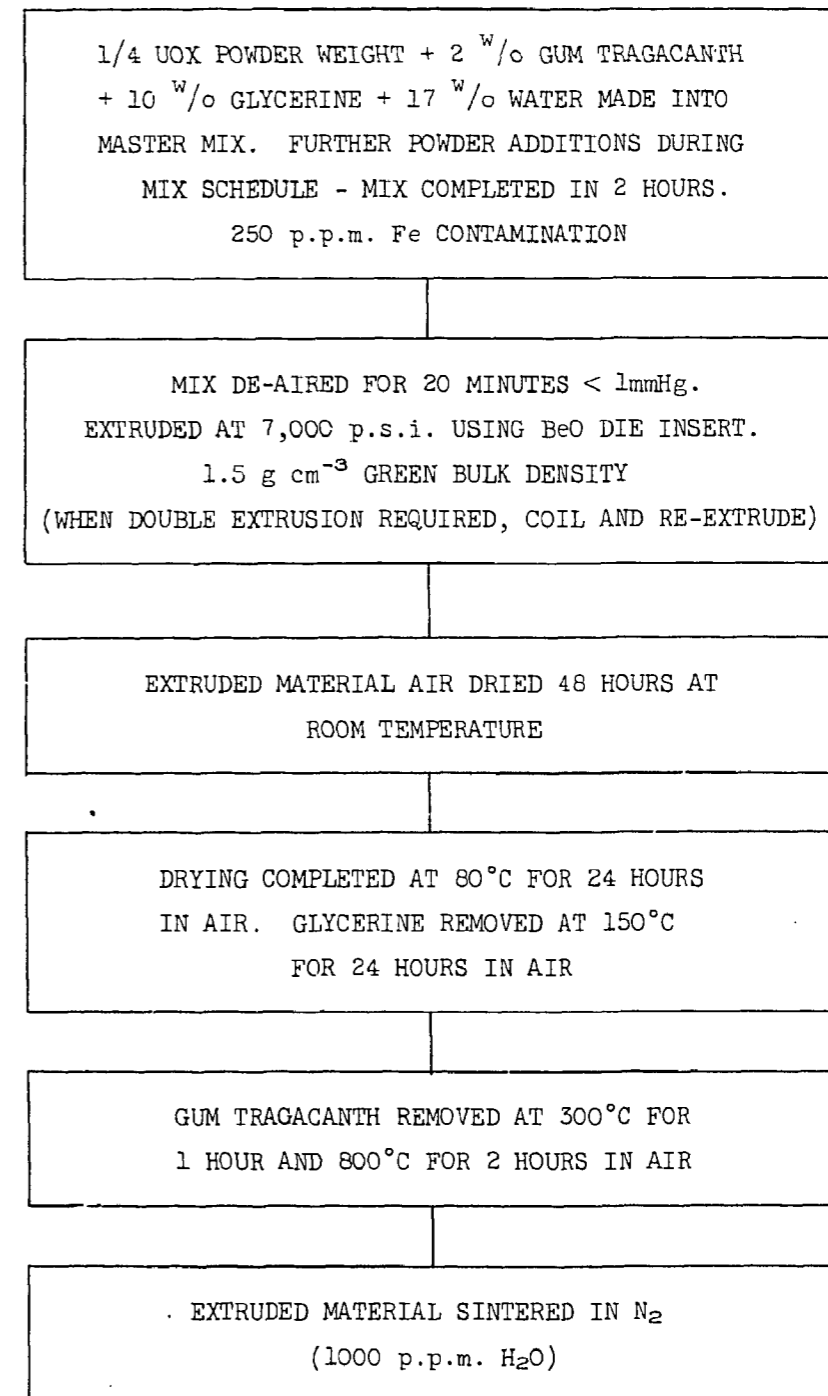 1/4 UOX POWDER WEIGHT + 2 W/o GUM TRAGACANTH
+ 10 W/o GLYCERINE + 17 W/o WATER MADE INTO
MASTER MIX. FURTHER POWDER ADDITIONS DURING
MIX SCHEDULE - MIX COMPLETED IN 2 HOURS.
250 p.p.m. Fe CONTAMINATION
MIX DE-AIRED FOR 20 MINUTES < 1mmHg.
EXTRUDED AT 7,000 p.s.i. USING BeO DIE INSERT.
1.5 g cm⁻³ GREEN BULK DENSITY
(WHEN DOUBLE EXTRUSION REQUIRED, COIL AND RE-EXTRUDE)
EXTRUDED MATERIAL AIR DRIED 48 HOURS AT
ROOM TEMPERATURE
DRYING COMPLETED AT 80°C FOR 24 HOURS
IN AIR. GLYCERINE REMOVED AT 150°C
FOR 24 HOURS IN AIR
GUM TRAGACANTH REMOVED AT 300°C FOR
1 HOUR AND 800°C FOR 2 HOURS IN AIR
EXTRUDED MATERIAL SINTERED IN N₂
(1000 p.p.m. H₂O)